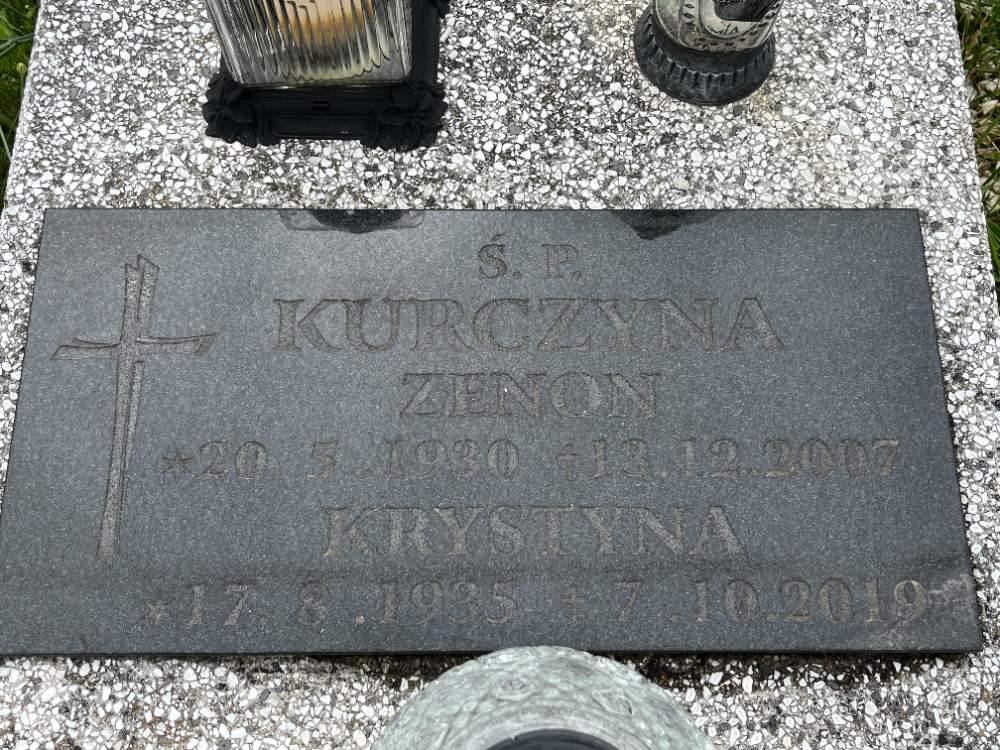 Ś. P.
KURCZYNA
ZENON
*20. 5.1930 +13.12.2007
KRYSTYNA
*17. 8.1935 +7.10.2019